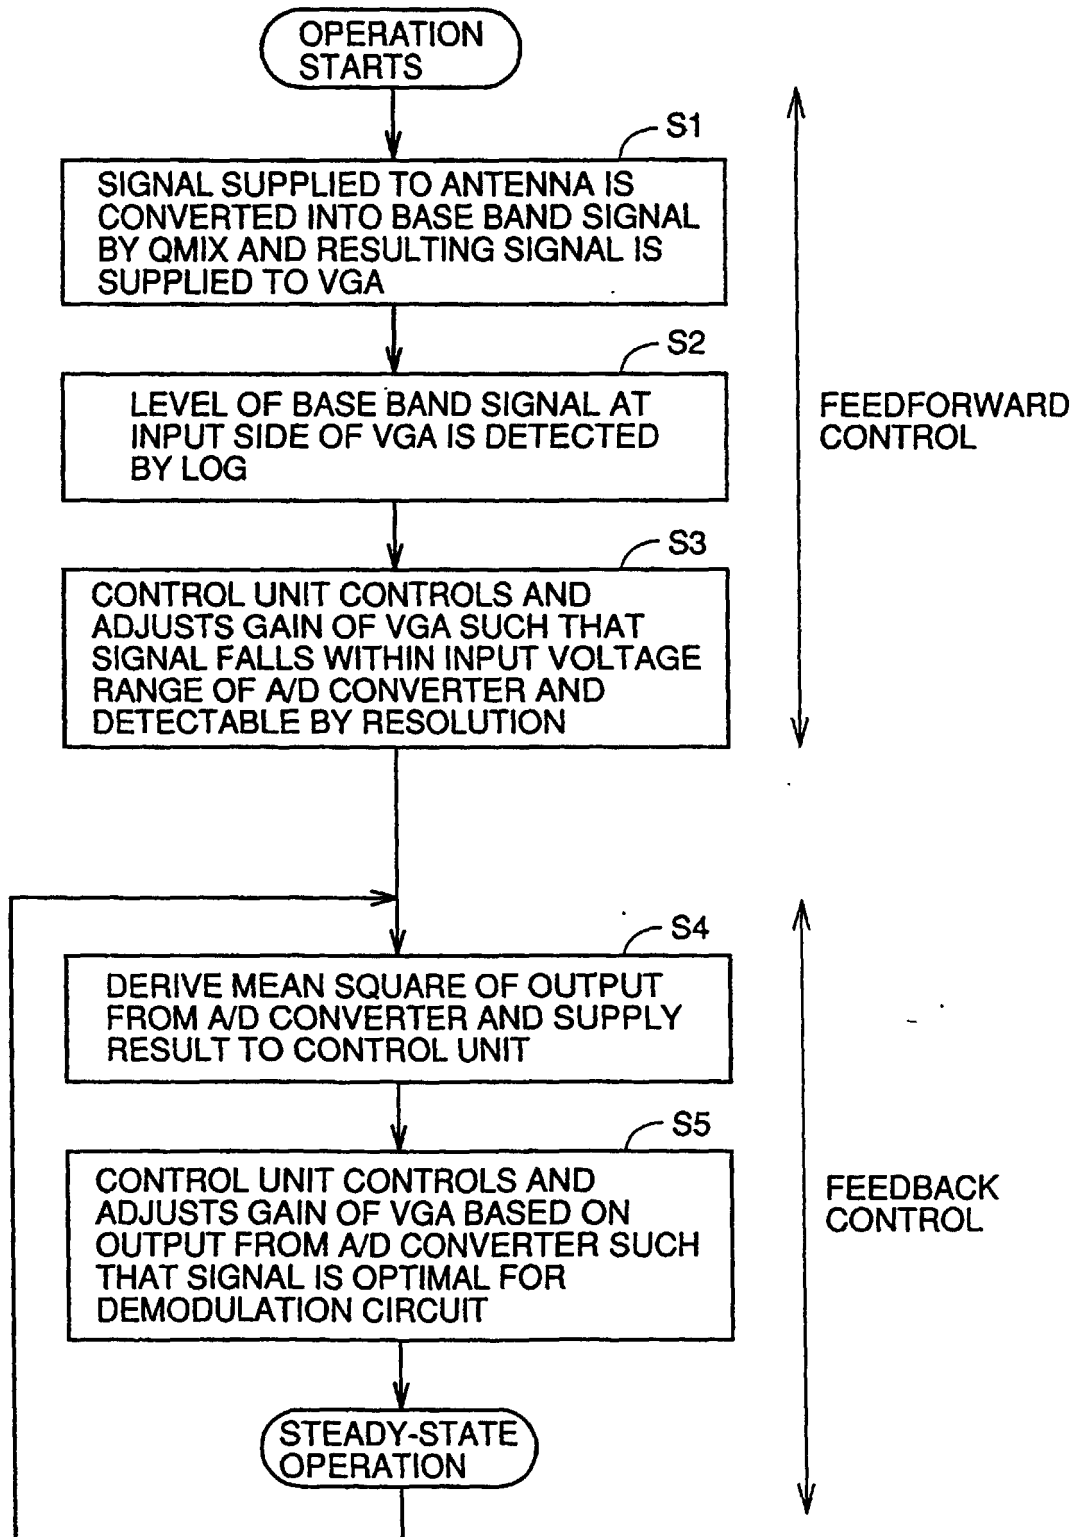 OPERATION
STARTS
S1
SIGNAL SUPPLIED TO ANTENNA IS
CONVERTED INTO BASE BAND SIGNAL
BY QMIX AND RESULTING SIGNAL IS
SUPPLIED TO VGA
S2
LEVEL OF BASE BAND SIGNAL AT
INPUT SIDE OF VGA IS DETECTED
BY LOG
FEEDFORWARD
CONTROL
S3
CONTROL UNIT CONTROLS AND
ADJUSTS GAIN OF VGA SUCH THAT
SIGNAL FALLS WITHIN INPUT VOLTAGE
RANGE OF A/D CONVERTER AND
DETECTABLE BY RESOLUTION
S4
DERIVE MEAN SQUARE OF OUTPUT
FROM A/D CONVERTER AND SUPPLY
RESULT TO CONTROL UNIT
S5
CONTROL UNIT CONTROLS AND
ADJUSTS GAIN OF VGA BASED ON
OUTPUT FROM A/D CONVERTER SUCH
THAT SIGNAL IS OPTIMAL FOR
DEMODULATION CIRCUIT
FEEDBACK
CONTROL
STEADY-STATE
OPERATION